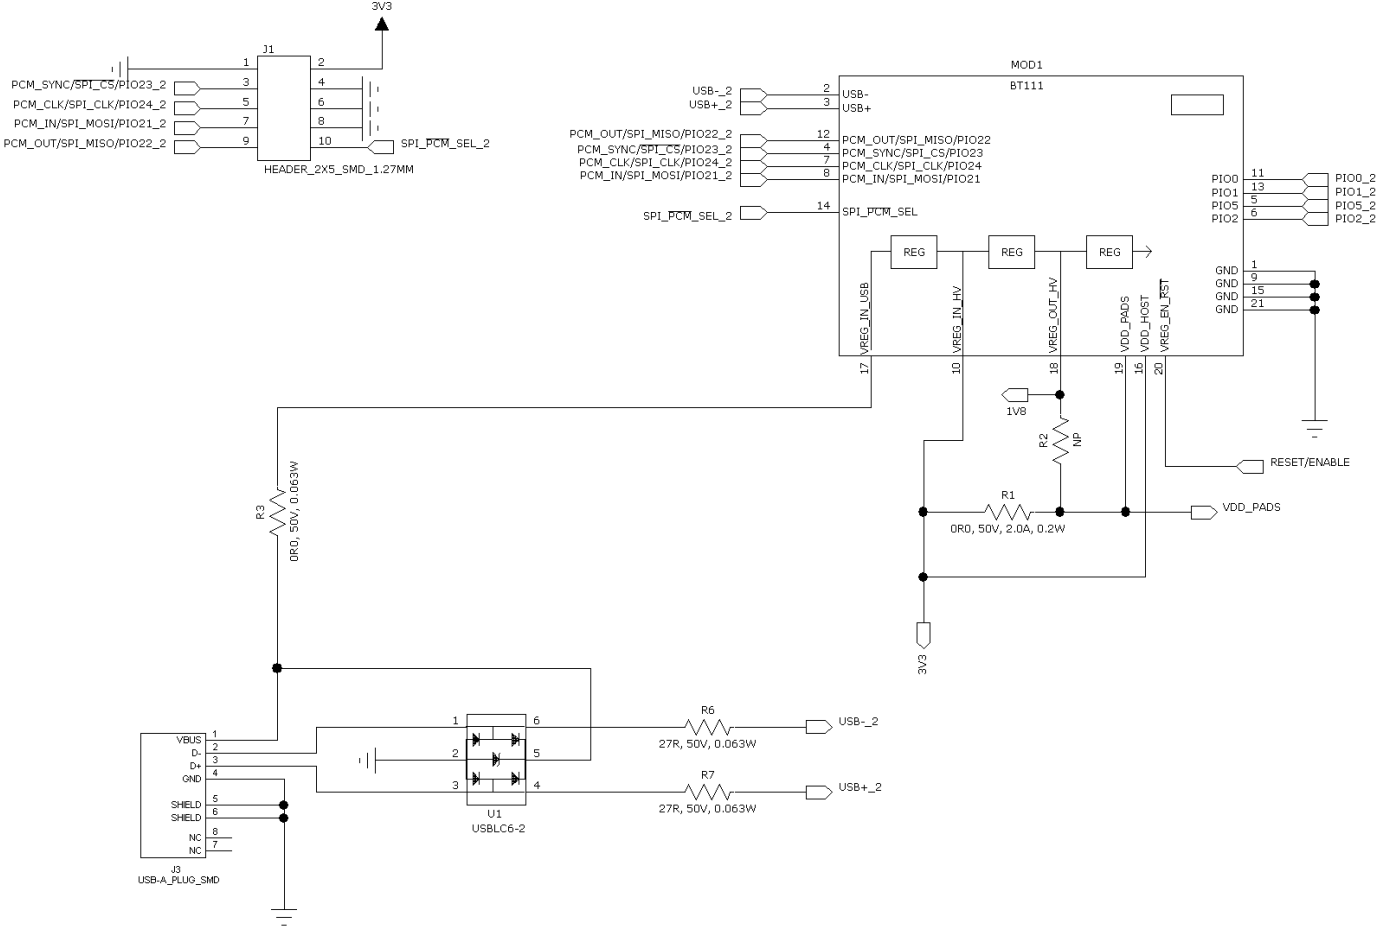 3V3
J1
1 2
PCM_SYNC/SPI_CS/PIO23_2 3 4
PCM_CLK/SPI_CLK/PIO24_2 5 6
PCM_IN/SPI_MOSI/PIO21_2 7 8
PCM_OUT/SPI_MISO/PIO22_2 9 10 SPI_PCM_SEL_2
HEADER_2X5_SMD_1.27MM
MOD1
BT111
USB-_2 2 USB-
USB+_2 3 USB+
PCM_OUT/SPI_MISO/PIO22_2 12 PCM_OUT/SPI_MISO/PIO22
PCM_SYNC/SPI_CS/PIO23_2 4 PCM_SYNC/SPI_CS/PIO23
PCM_CLK/SPI_CLK/PIO24_2 7 PCM_CLK/SPI_CLK/PIO24
PCM_IN/SPI_MOSI/PIO21_2 8 PCM_IN/SPI_MOSI/PIO21
SPI_PCM_SEL_2 14 SPI_PCM_SEL
PIO0 11 PIO0_2
PIO1 13 PIO1_2
PIO5 5 PIO5_2
PIO2 6 PIO2_2
REG REG REG
GND 1
GND 9
GND 15
GND 21
VREG_IN_USB 17
VREG_IN_HV 10
VREG_OUT_HV 18
VDD_PADS 19
VDD_HOST 16
VREG_EN_RST 20
1V8
R2
NP
RESET/ENABLE
R1
0R0, 50V, 2.0A, 0.2W
VDD_PADS
3V3
R3
0R0, 50V, 0.063W
VBUS 1
D- 2
D+ 3
GND 4
SHIELD 5
SHIELD 6
NC 8
NC 7
J3
USB-A_PLUG_SMD
1 6
2 5
3 4
U1
USBLC6-2
R6
27R, 50V, 0.063W
USB-_2
R7
27R, 50V, 0.063W
USB+_2